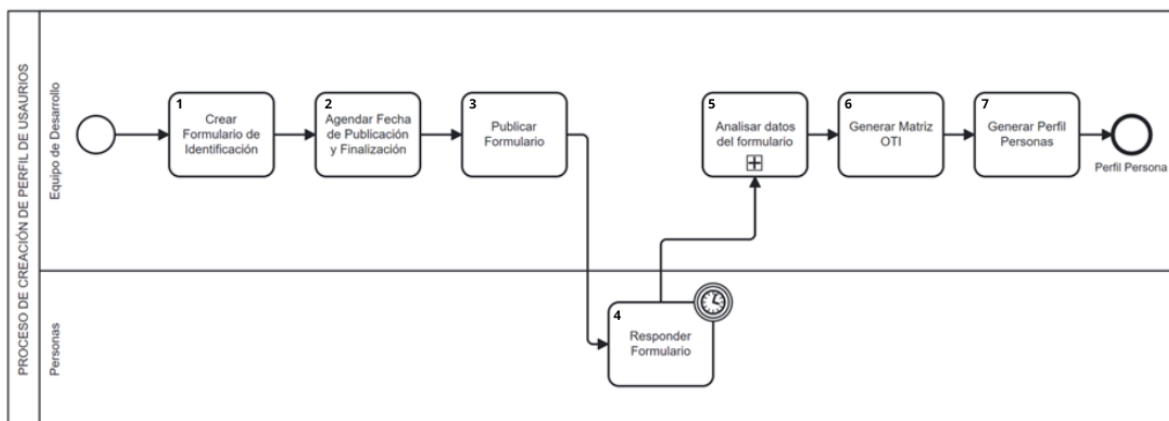 PROCESO DE CREACIÓN DE PERFIL DE USAURIOS
Equipo de Desarrollo
1
Crear
Formulario de
Identificación
2
Agendar Fecha
de Publicación
y Finalización
3
Publicar
Formulario
5
Analisar datos
del formulario
6
Generar Matriz
OTI
7
Generar Perfil
Personas
Perfil Persona
Personas
4
Responder
Formulario